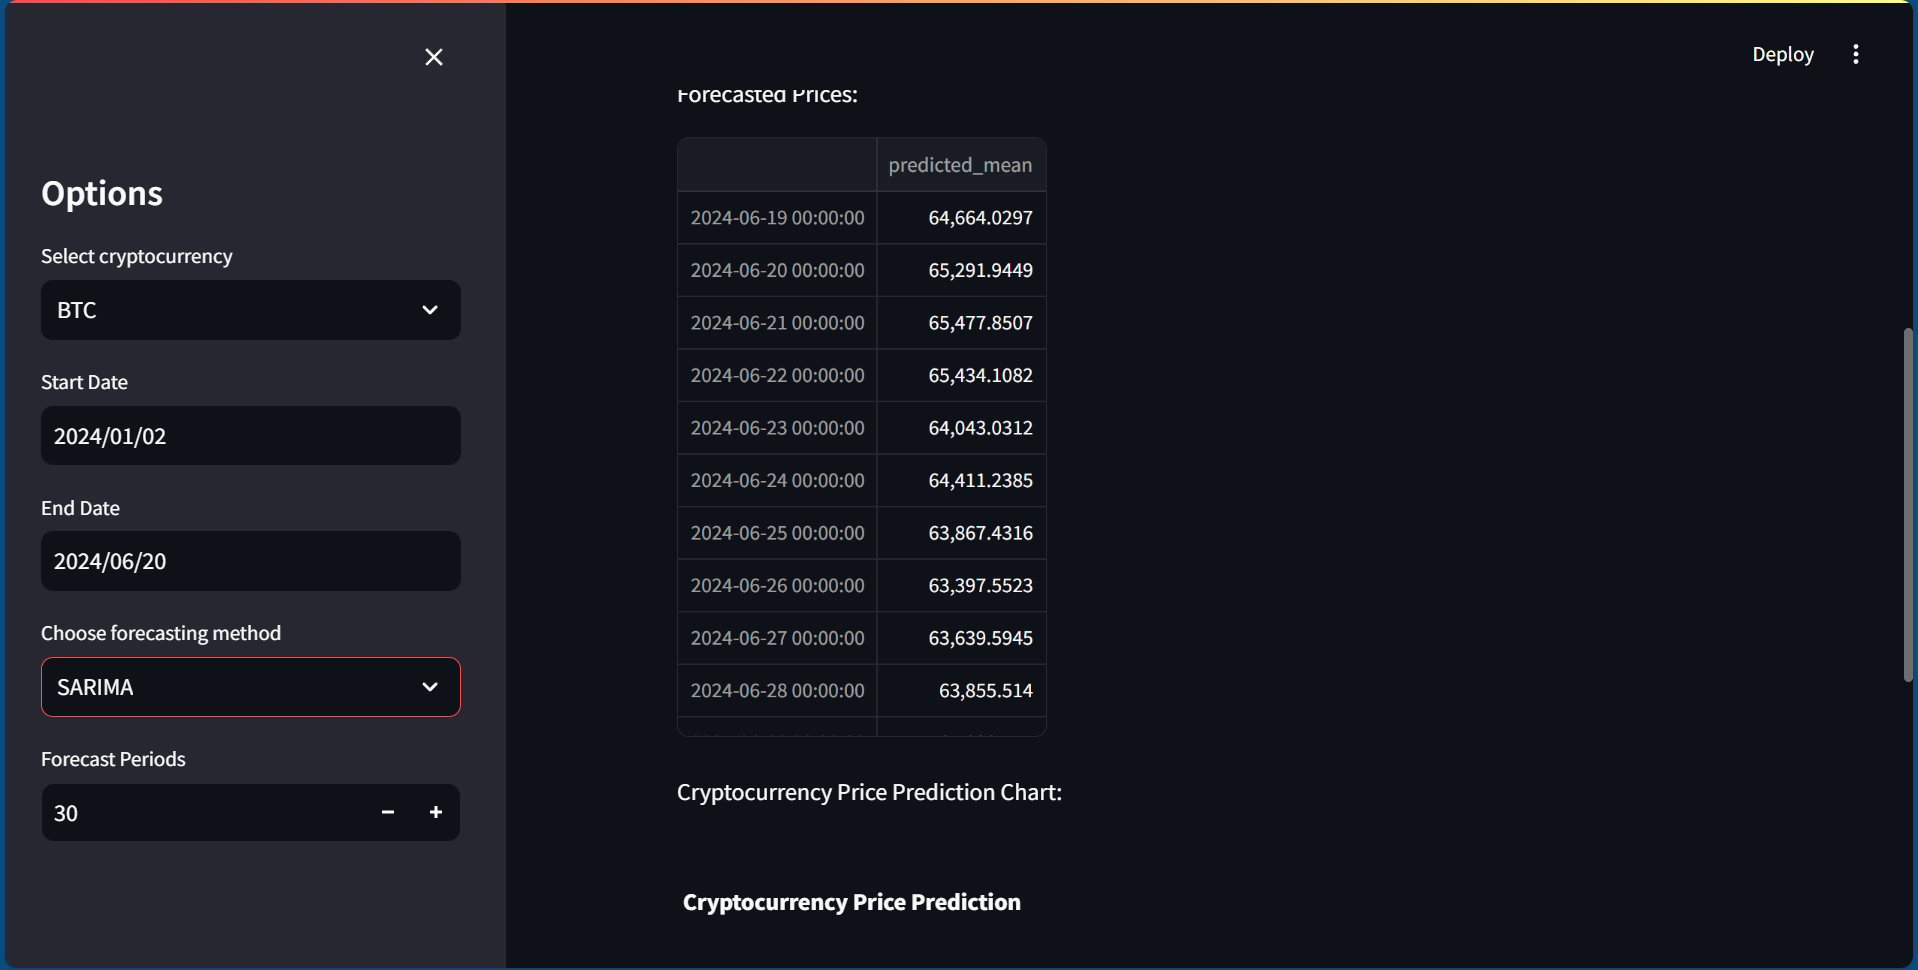 Deploy
Options
Select cryptocurrency
BTC
Start Date
2024/01/02
End Date
2024/06/20
Choose forecasting method
SARIMA
Forecast Periods
30
Forecasted Prices:
predicted_mean
2024-06-19 00:00:00 64,664.0297
2024-06-20 00:00:00 65,291.9449
2024-06-21 00:00:00 65,477.8507
2024-06-22 00:00:00 65,434.1082
2024-06-23 00:00:00 64,043.0312
2024-06-24 00:00:00 64,411.2385
2024-06-25 00:00:00 63,867.4316
2024-06-26 00:00:00 63,397.5523
2024-06-27 00:00:00 63,639.5945
2024-06-28 00:00:00 63,855.514
Cryptocurrency Price Prediction Chart:
Cryptocurrency Price Prediction